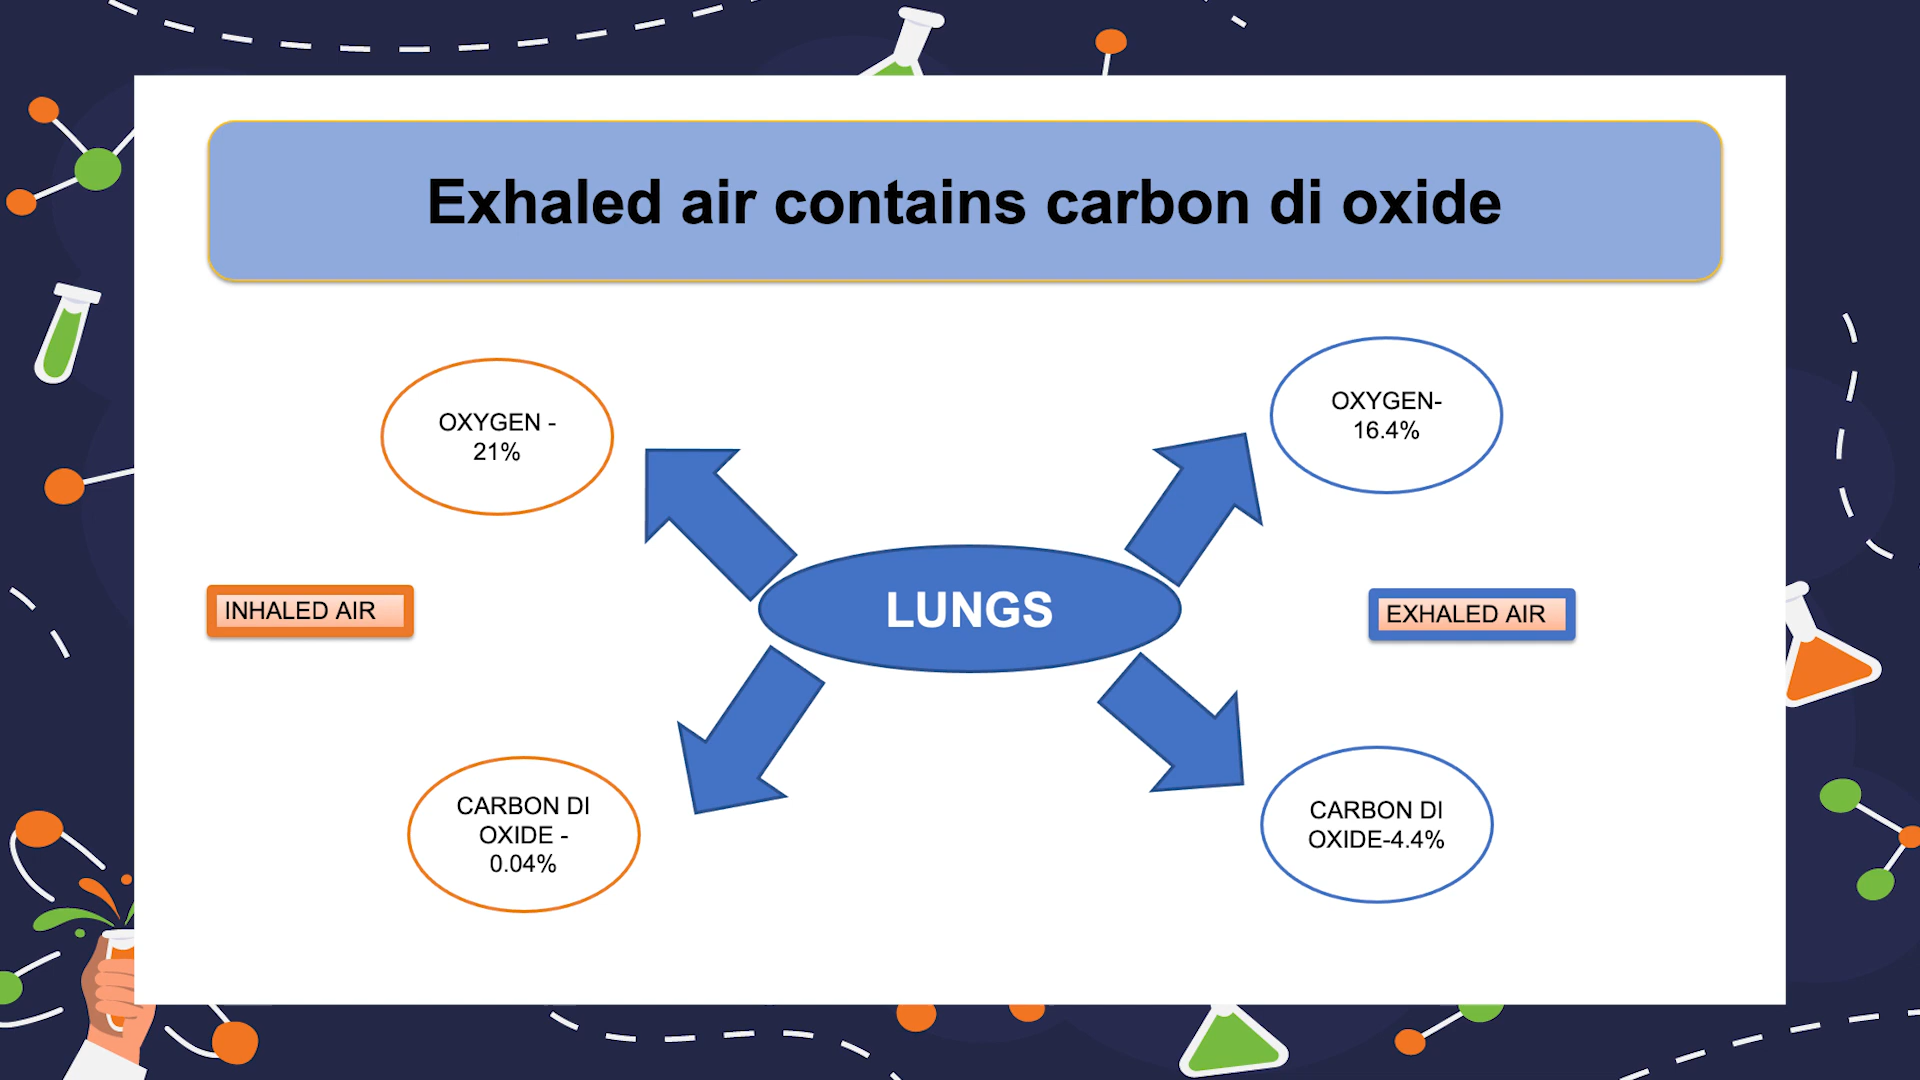 Exhaled air contains carbon di oxide
OXYGEN -
21%
OXYGEN-
16.4%
INHALED AIR
LUNGS
EXHALED AIR
CARBON DI
OXIDE -
0.04%
CARBON DI
OXIDE-4.4%